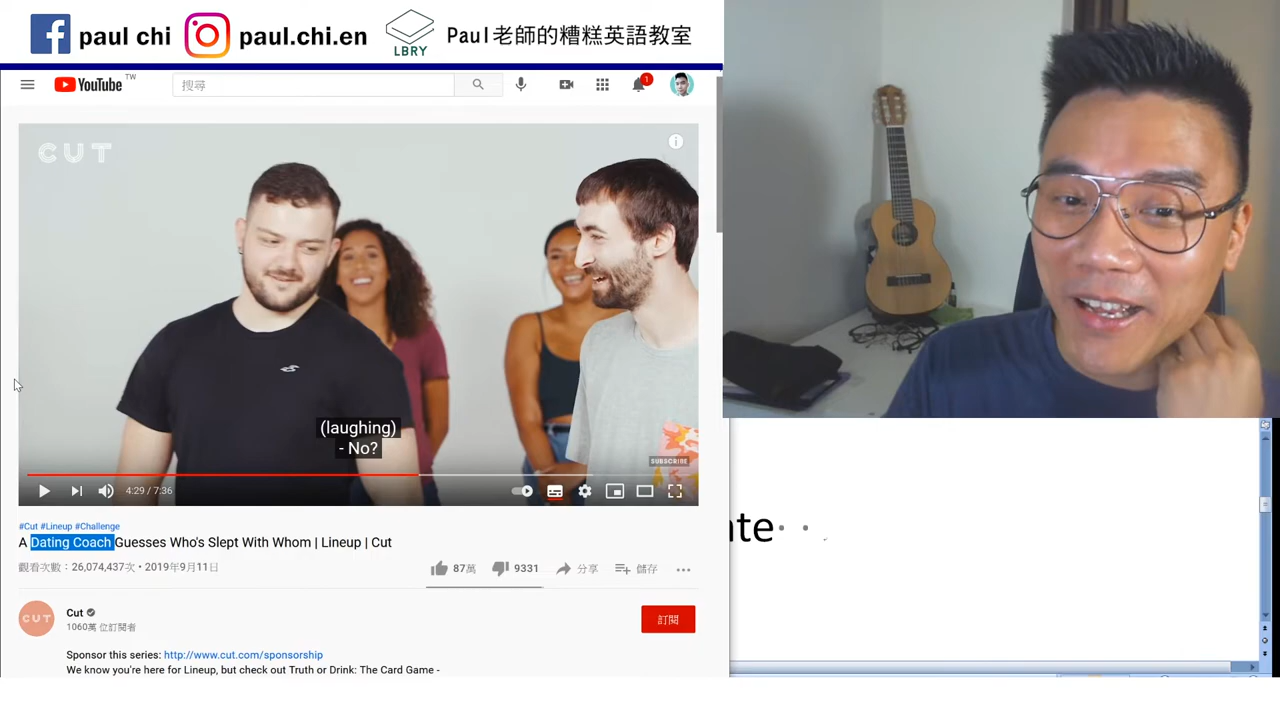 paul chi
paul.chi.en
LBRY
Paul老師的糟糕英語教室
YouTube TW
搜尋
1
CUT
(laughing)
- No?
SUBSCRIBE
4:29 / 7:36
#Cut #Lineup #Challenge
A Dating Coach Guesses Who's Slept With Whom | Lineup | Cut
觀看次數：26,074,437次 • 2019年9月11日
87萬
9331
分享
儲存
CUT
Cut
1060萬 位訂閱者
訂閱
Sponsor this series: http://www.cut.com/sponsorship
We know you're here for Lineup, but check out Truth or Drink: The Card Game -
ate